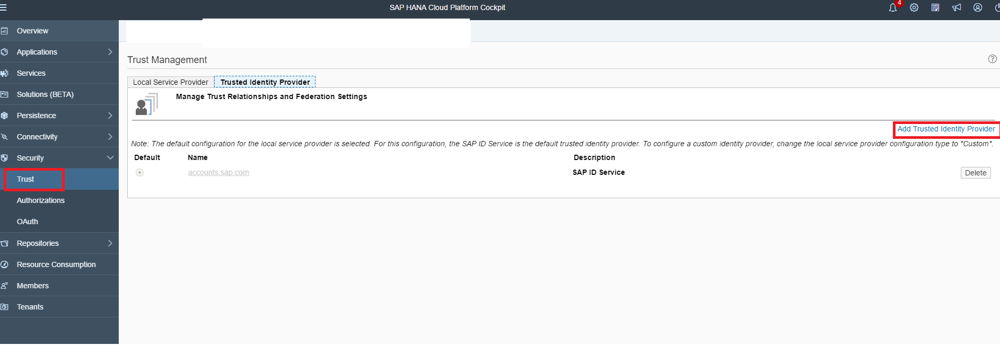 SAP HANA Cloud Platform Cockpit
4
Overview
Applications
Services
Solutions (BETA)
Persistence
Connectivity
Security
Trust
Authorizations
OAuth
Repositories
Resource Consumption
Members
Tenants
Trust Management
?
Local Service Provider
Trusted Identity Provider
Manage Trust Relationships and Federation Settings
Add Trusted Identity Provider
Note: The default configuration for the local service provider is selected. For this configuration, the SAP ID Service is the default trusted identity provider. To configure a custom identity provider, change the local service provider configuration type to "Custom".
Default Name Description
accounts.sap.com SAP ID Service Delete